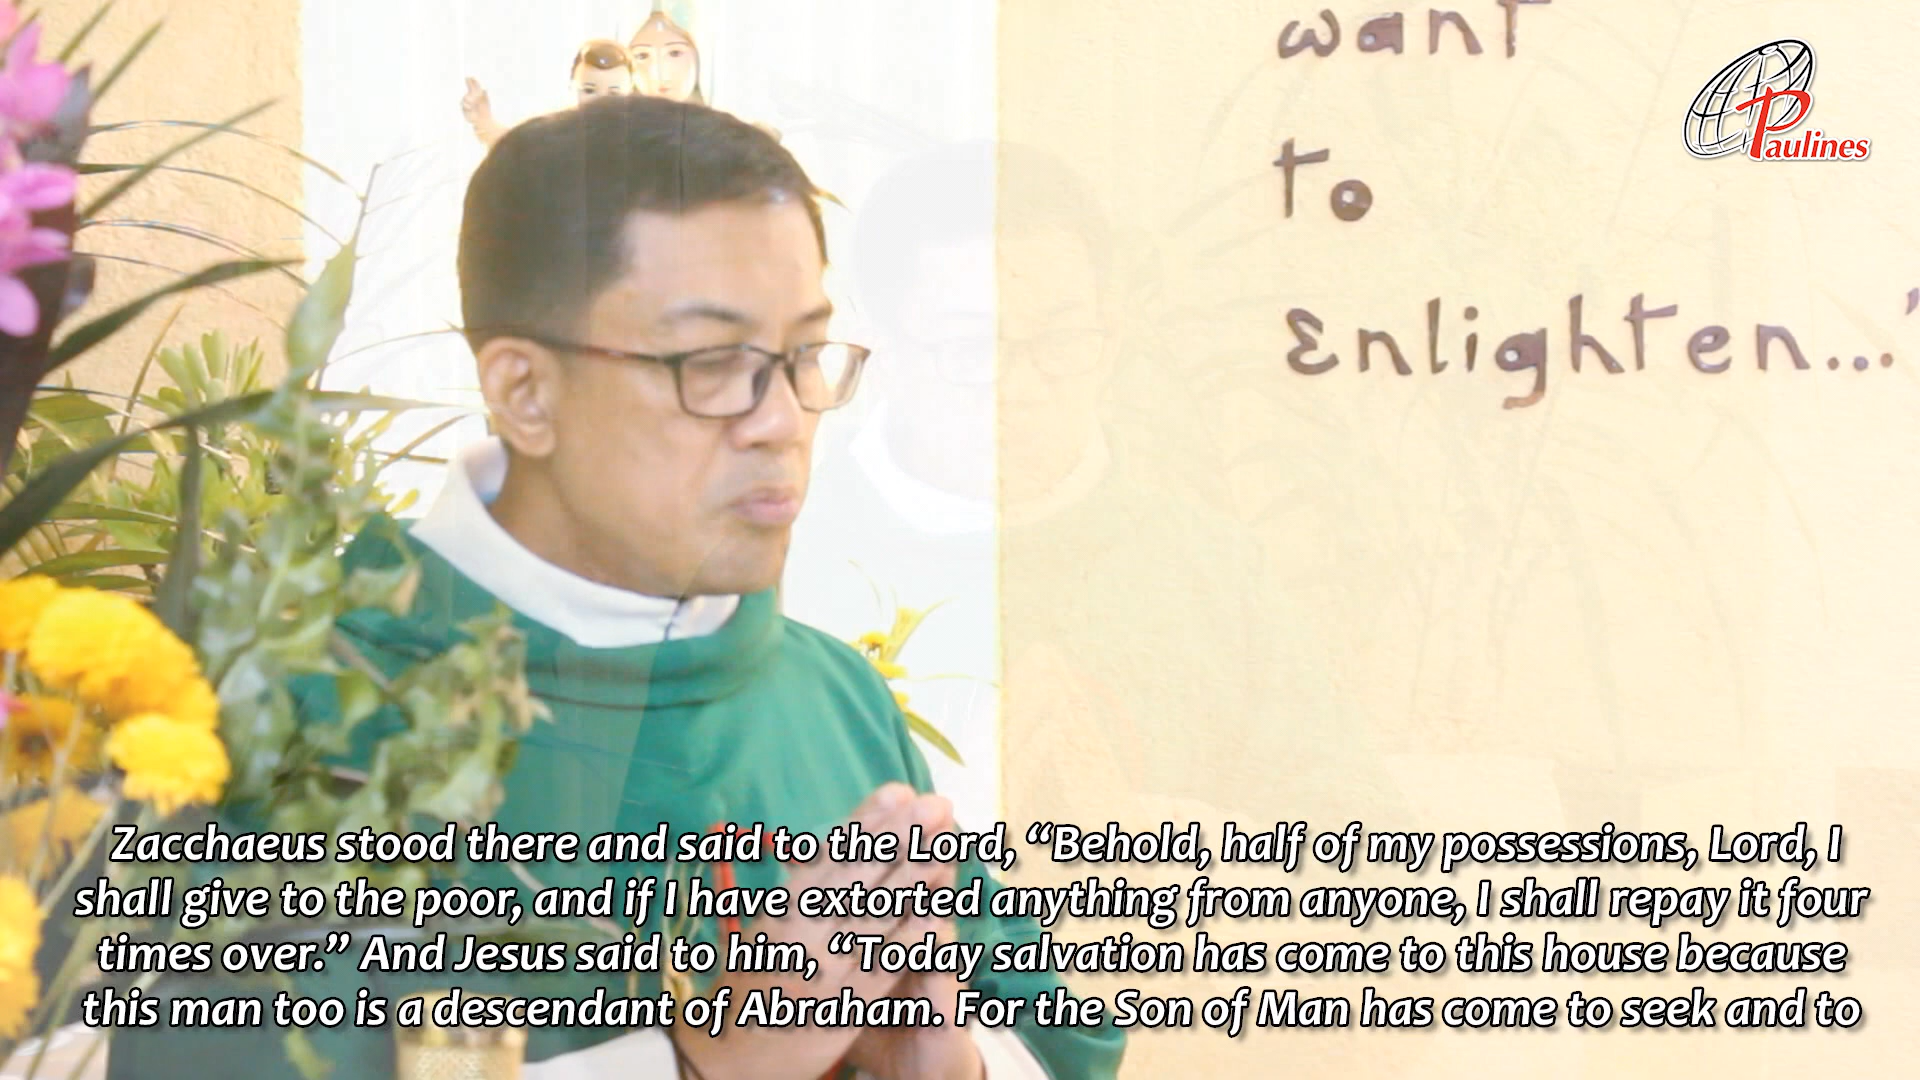 want
to
Enlighten..."
Paulines
Zacchaeus stood there and said to the Lord, “Behold, half of my possessions, Lord, I
shall give to the poor, and if I have extorted anything from anyone, I shall repay it four
times over.” And Jesus said to him, “Today salvation has come to this house because
this man too is a descendant of Abraham. For the Son of Man has come to seek and to